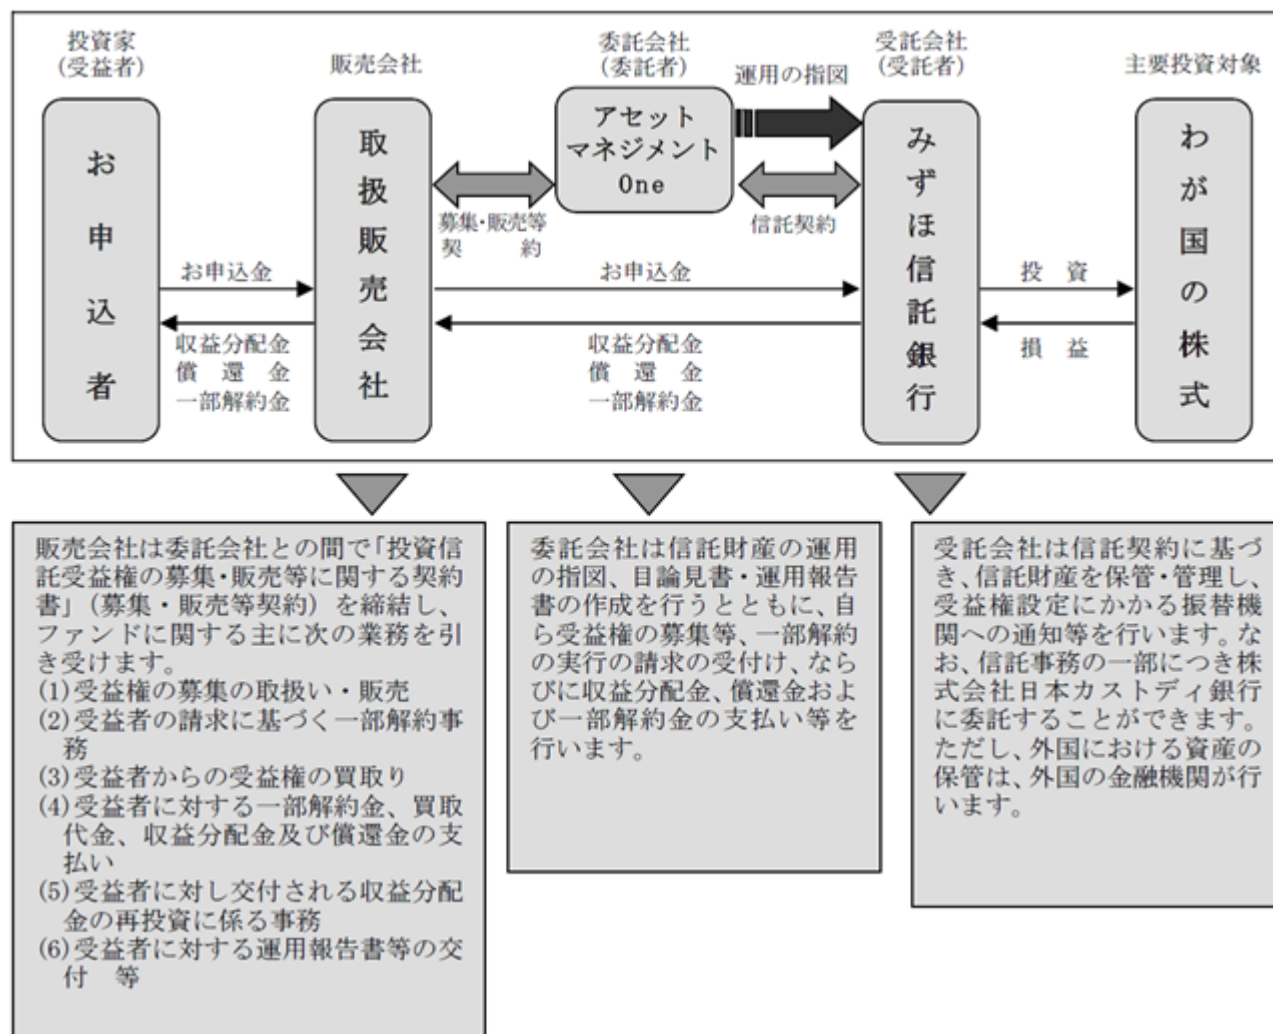 投資家
(受益者)
販売会社
委託会社
(委託者)
運用の指図
受託会社
(受託者)
主要投資対象
お申込者
取扱販売会社
アセット
マネジメント
One
みずほ信託銀行
わが国の株式
募集・販売等
契　　約
信託契約
お申込金
お申込金
投　資
収益分配金
償　還　金
一部解約金
収益分配金
償　還　金
一部解約金
損　益
販売会社は委託会社との間で「投資信
託受益権の募集・販売等に関する契約
書」(募集・販売等契約) を締結し、
ファンドに関する主に次の業務を引
き受けます。
(1)受益権の募集の取扱い・販売
(2)受益者の請求に基づく一部解約事
務
(3)受益者からの受益権の買取り
(4)受益者に対する一部解約金、買取
代金、収益分配金及び償還金の支
払い
(5)受益者に対し交付される収益分配
金の再投資に係る事務
(6)受益者に対する運用報告書等の交
付　等
委託会社は信託財産の運用
の指図、目論見書・運用報告
書の作成を行うとともに、自
ら受益権の募集等、一部解約
の実行の請求の受付け、なら
びに収益分配金、償還金およ
び一部解約金の支払い等を
行います。
受託会社は信託契約に基づ
き、信託財産を保管・管理し、
受益権設定にかかる振替機
関への通知等を行います。な
お、信託事務の一部につき株
式会社日本カストディ銀行
に委託することができます。
ただし、外国における資産の
保管は、外国の金融機関が行
います。